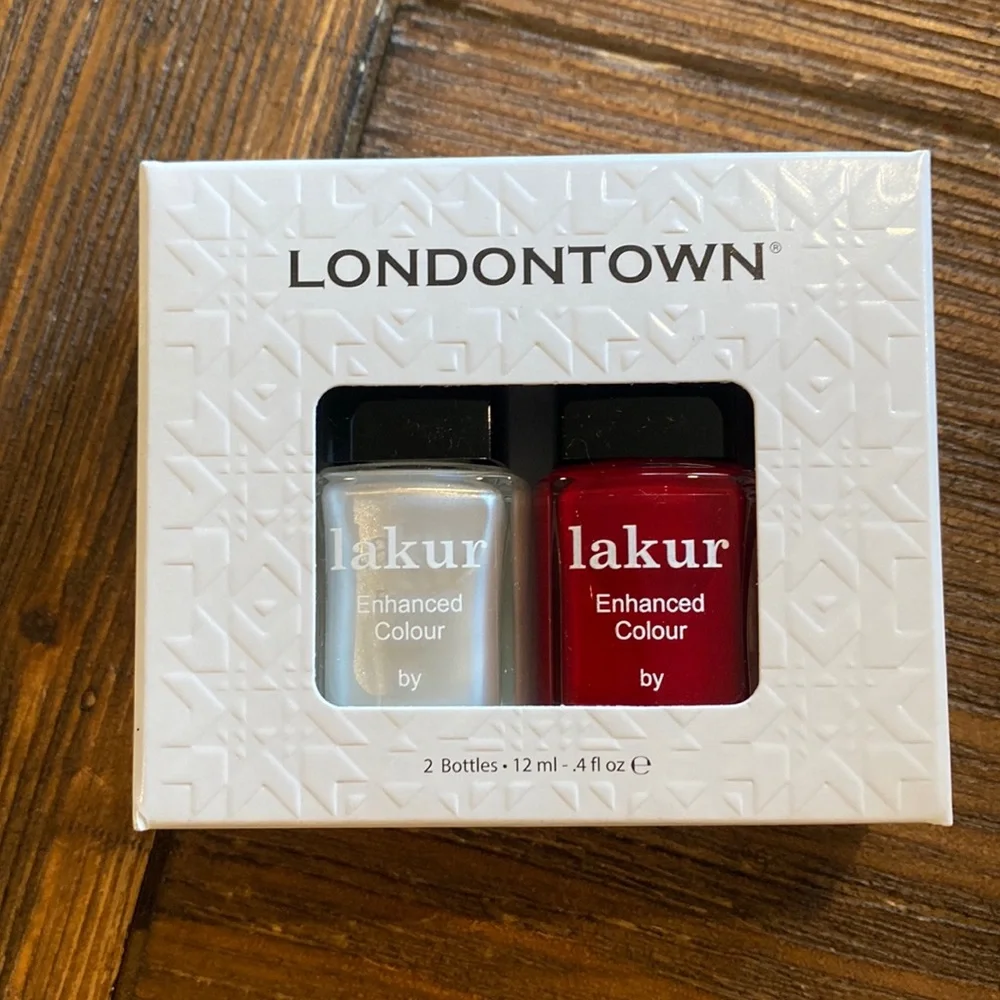 LONDONTOWN®
lakur
Enhanced
Colour
by
lakur
Enhanced
Colour
by
2 Bottles • 12 ml - .4 fl oz ℮